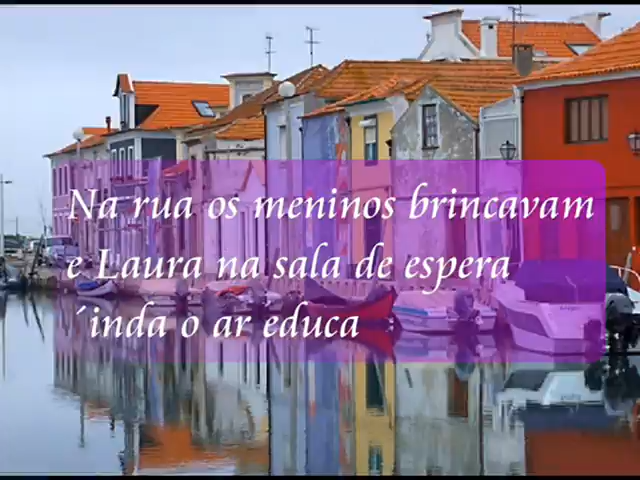 Na rua os meninos brincavam
e Laura na sala de espera
´inda o ar educa